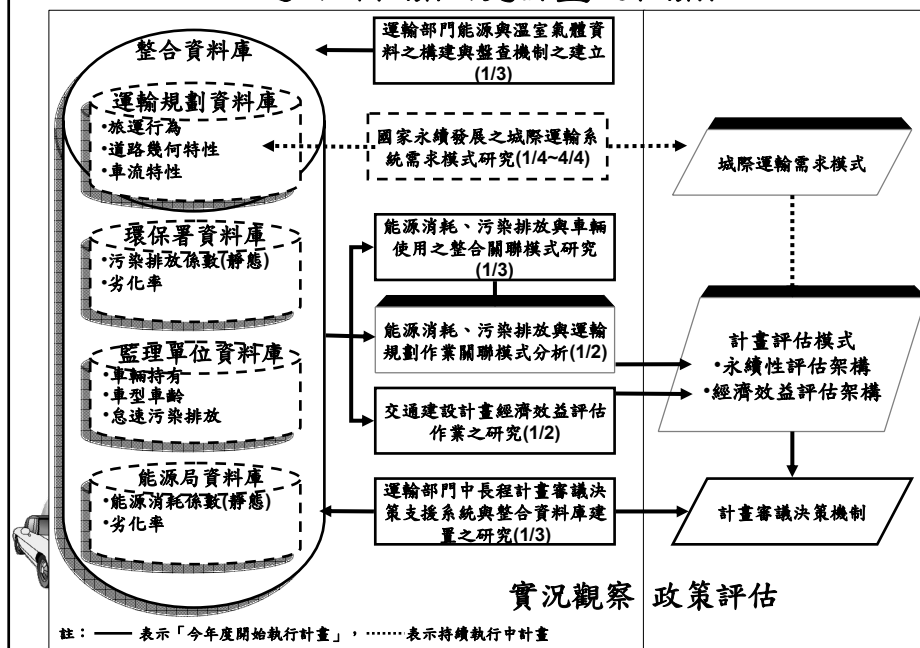 整合資料庫
運輸規劃資料庫
•旅運行為
•道路幾何特性
•車流特性
環保署資料庫
•污染排放係數(靜態)
•劣化率
監理單位資料庫
•車輛持有
•車型車齡
•怠速污染排放
能源局資料庫
•能源消耗係數(靜態)
•劣化率
運輸部門能源與溫室氣體資
料之構建與盤查機制之建立
(1/3)
國家永續發展之城際運輸系
統需求模式研究(1/4~4/4)
能源消耗、污染排放與車輛
使用之整合關聯模式研究
(1/3)
能源消耗、污染排放與運輸
規劃作業關聯模式分析(1/2)
交通建設計畫經濟效益評估
作業之研究(1/2)
運輸部門中長程計畫審議決
策支援系統與整合資料庫建
置之研究(1/3)
城際運輸需求模式
計畫評估模式
•永續性評估架構
•經濟效益評估架構
計畫審議決策機制
實況觀察 政策評估
註：—— 表示「今年度開始執行計畫」，┈┈表示持續執行中計畫